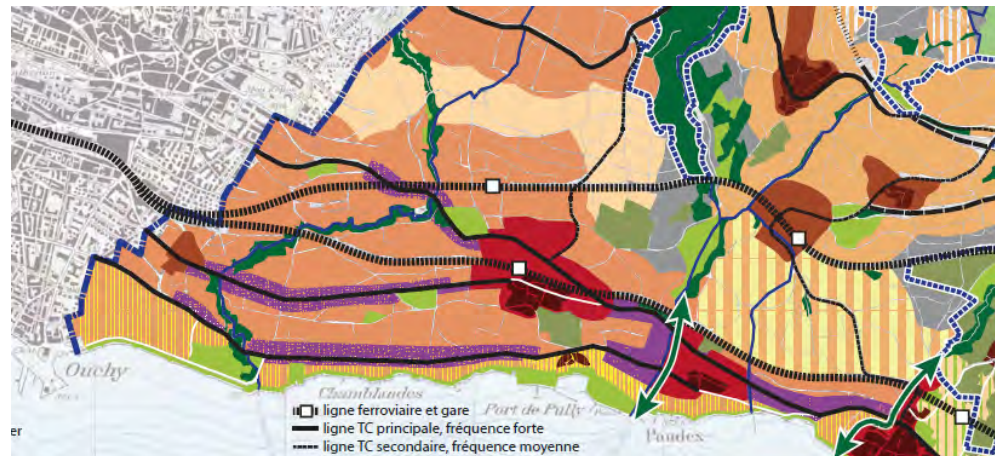 Ouchy
Chamblandes
Port de Pully
Paudex
er
ligne ferroviaire et gare
ligne TC principale, fréquence forte
ligne TC secondaire, fréquence moyenne